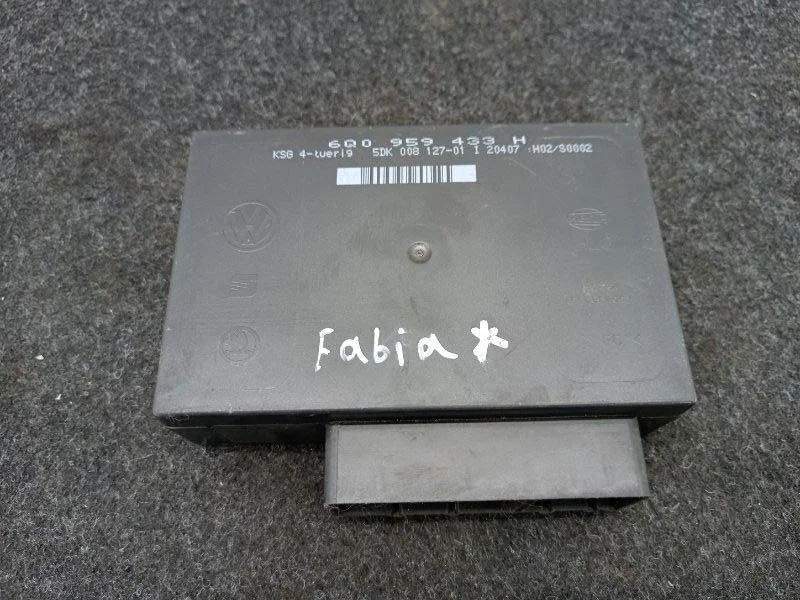 6Q0 959 433 H
KSG 4-tuerig 5DK 008 127-01 I 20407 :H02/S0002
Fabia*